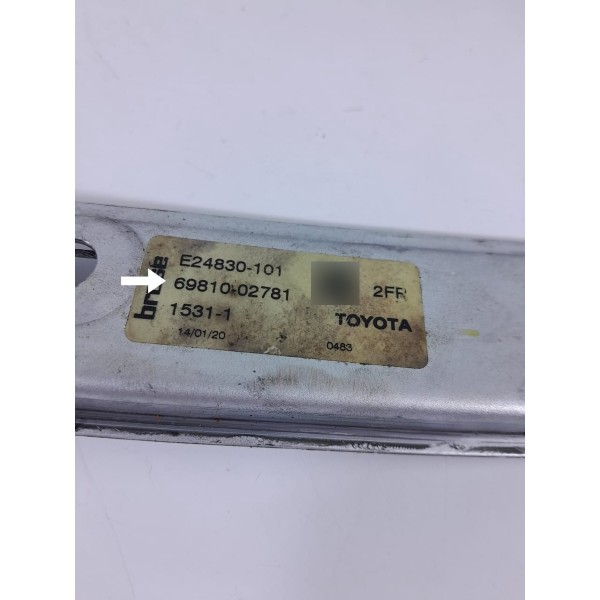 brose
E24830-101
69810-02781
2FR
1531-1
TOYOTA
14/01/20
0483